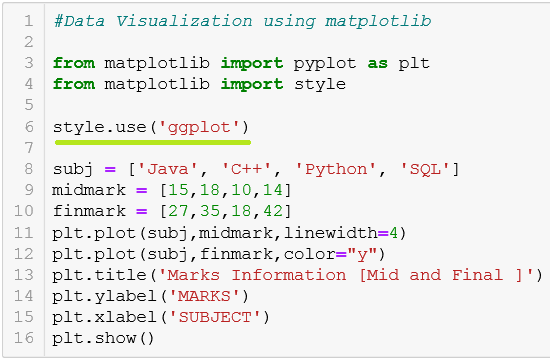 1 #Data Visualization using matplotlib
2
3 from matplotlib import pyplot as plt
4 from matplotlib import style
5
6 style.use('ggplot')
7
8 subj = ['Java', 'C++', 'Python', 'SQL']
9 midmark = [15,18,10,14]
10 finmark = [27,35,18,42]
11 plt.plot(subj,midmark,linewidth=4)
12 plt.plot(subj,finmark,color="y")
13 plt.title('Marks Information [Mid and Final ]')
14 plt.ylabel('MARKS')
15 plt.xlabel('SUBJECT')
16 plt.show()